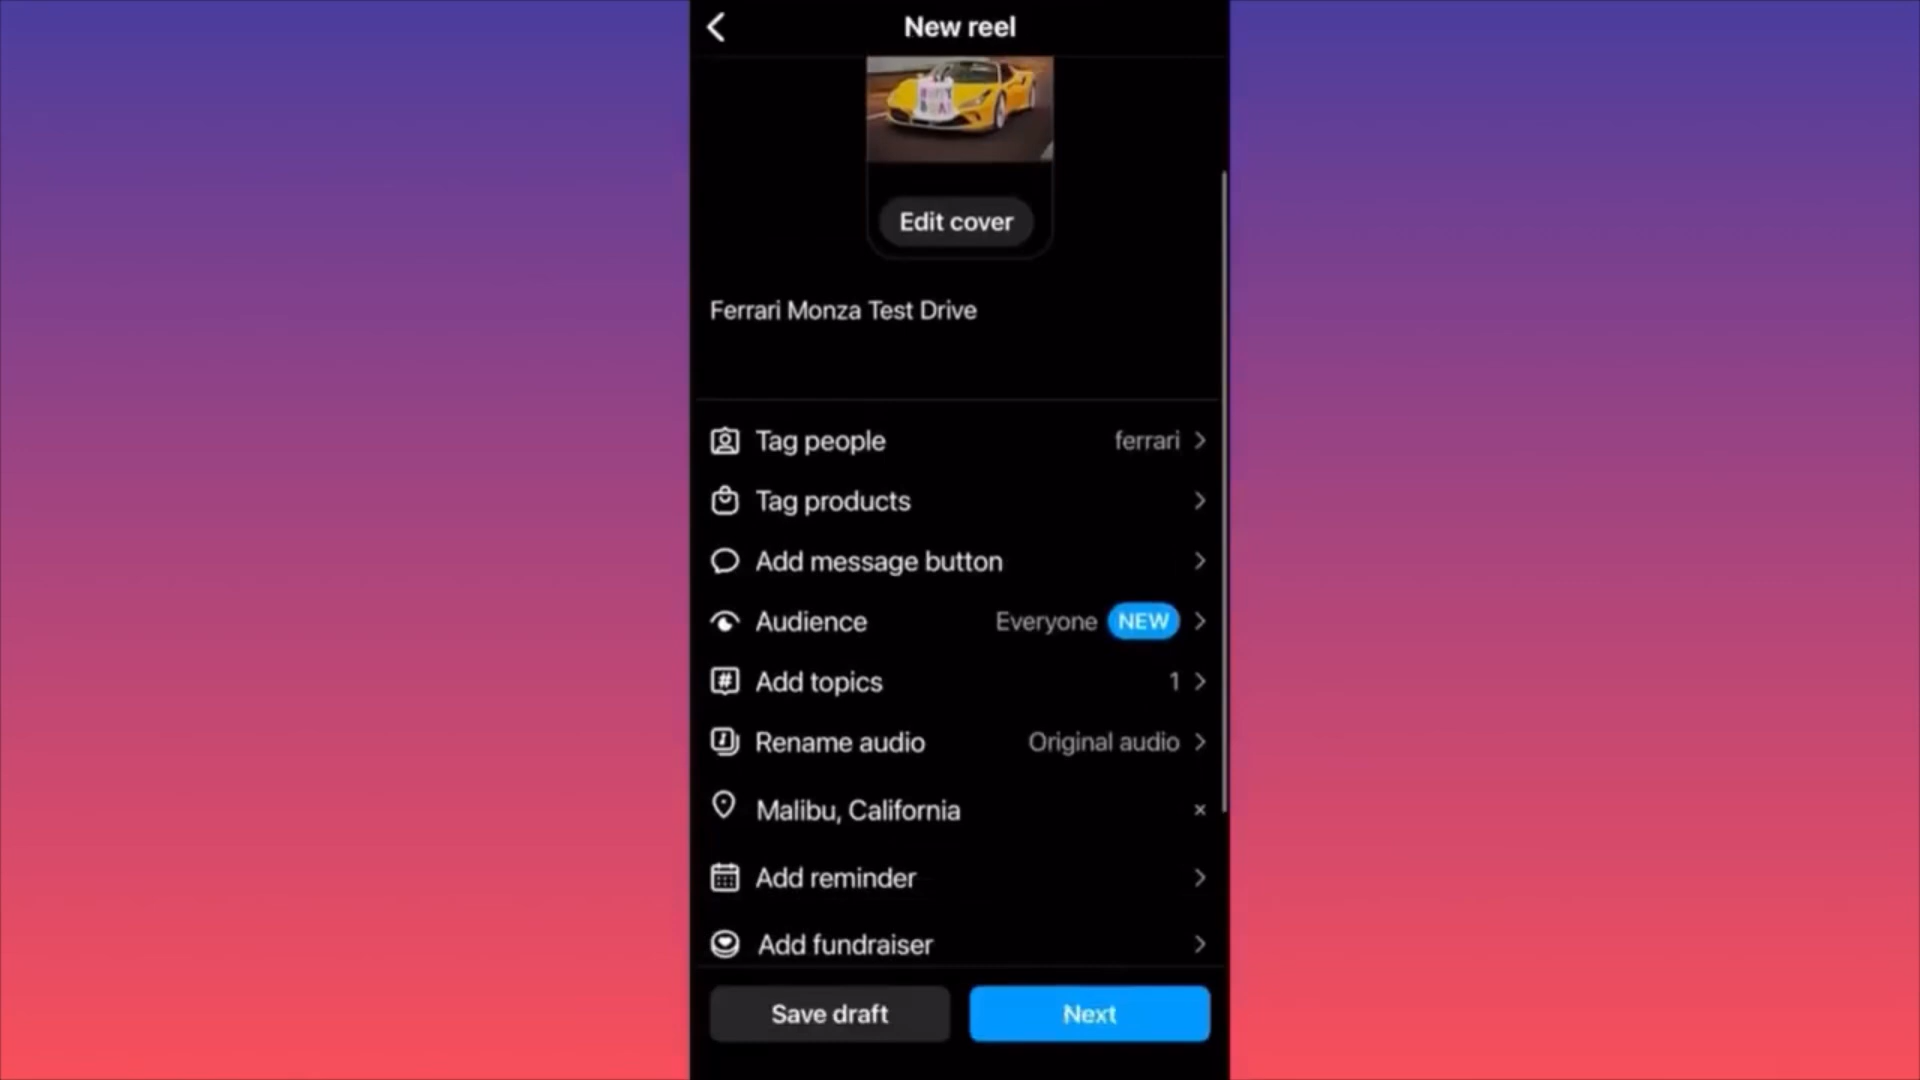 New reel
Edit cover
Ferrari Monza Test Drive
Tag people ferrari
Tag products
Add message button
Audience Everyone NEW
Add topics 1
Rename audio Original audio
Malibu, California
Add reminder
Add fundraiser
Save draft Next